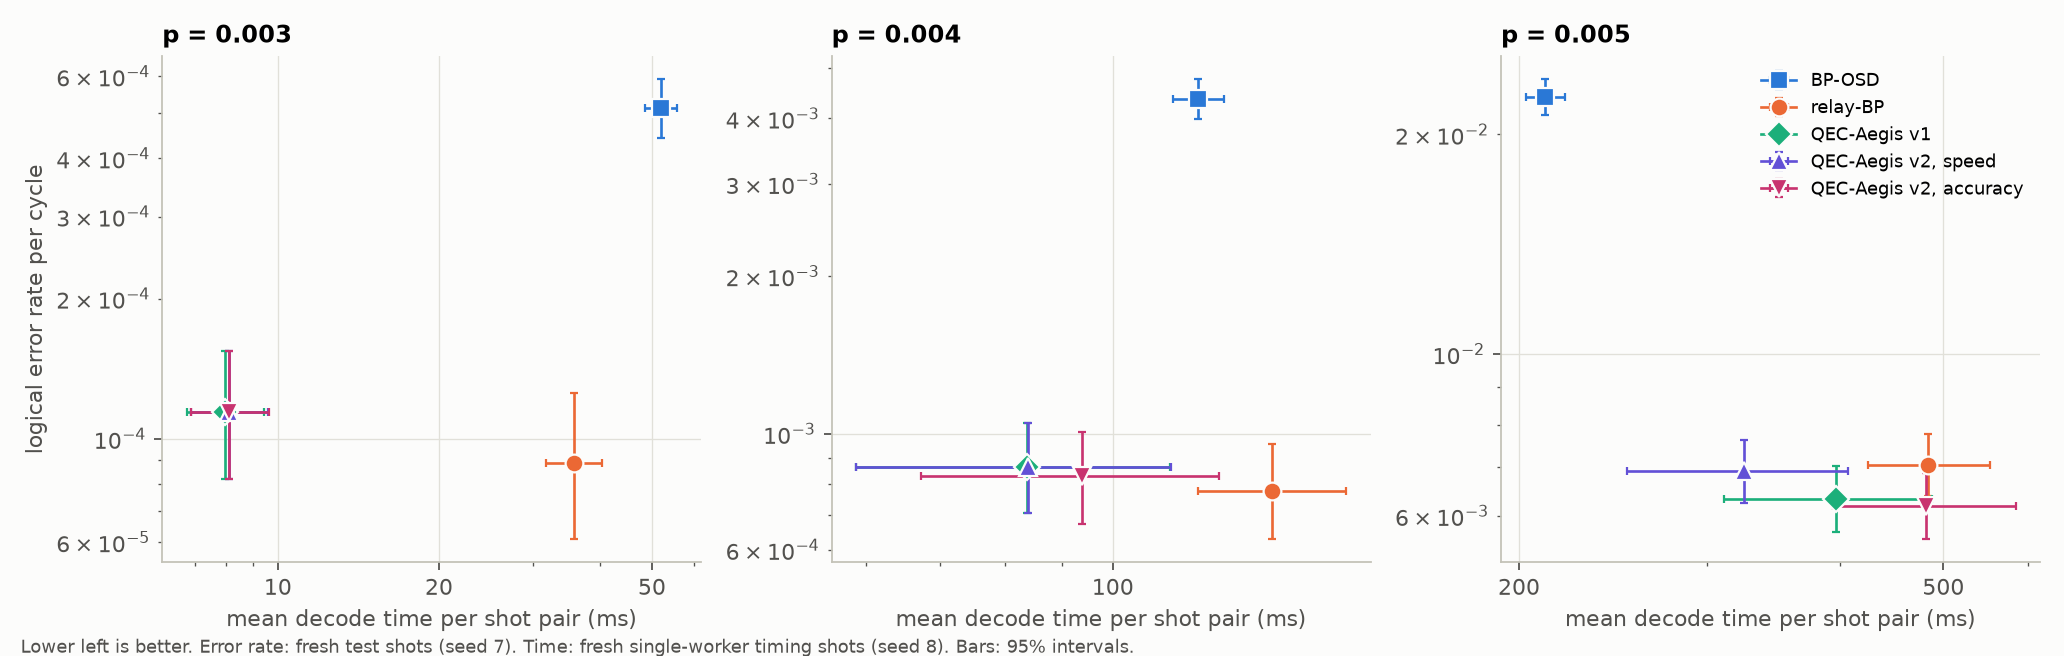 p = 0.003
p = 0.004
p = 0.005
logical error rate per cycle
6 × 10⁻⁴
4 × 10⁻⁴
3 × 10⁻⁴
2 × 10⁻⁴
10⁻⁴
6 × 10⁻⁵
10
20
50
mean decode time per shot pair (ms)
4 × 10⁻³
3 × 10⁻³
2 × 10⁻³
10⁻³
6 × 10⁻⁴
100
mean decode time per shot pair (ms)
2 × 10⁻²
10⁻²
6 × 10⁻³
200
500
mean decode time per shot pair (ms)
BP-OSD
relay-BP
QEC-Aegis v1
QEC-Aegis v2, speed
QEC-Aegis v2, accuracy
Lower left is better. Error rate: fresh test shots (seed 7). Time: fresh single-worker timing shots (seed 8). Bars: 95% intervals.